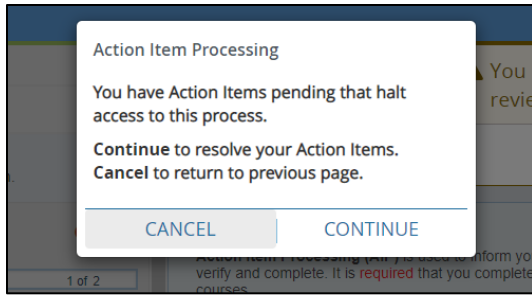 Action Item Processing
You
You have Action Items pending that halt
revie
access to this process.
Continue to resolve your Action Items.
Cancel to return to previous page.
CANCEL
CONTINUE
Action Item Processing (AIP) is used to inform yo
1 of 2
verify and complete. It is required that you complete
courses.